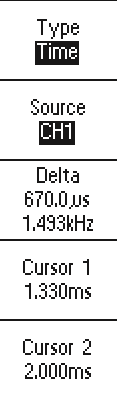 Type
Time
Source
CH1
Delta
670.0µs
1.493kHz
Cursor 1
1.330ms
Cursor 2
2.000ms